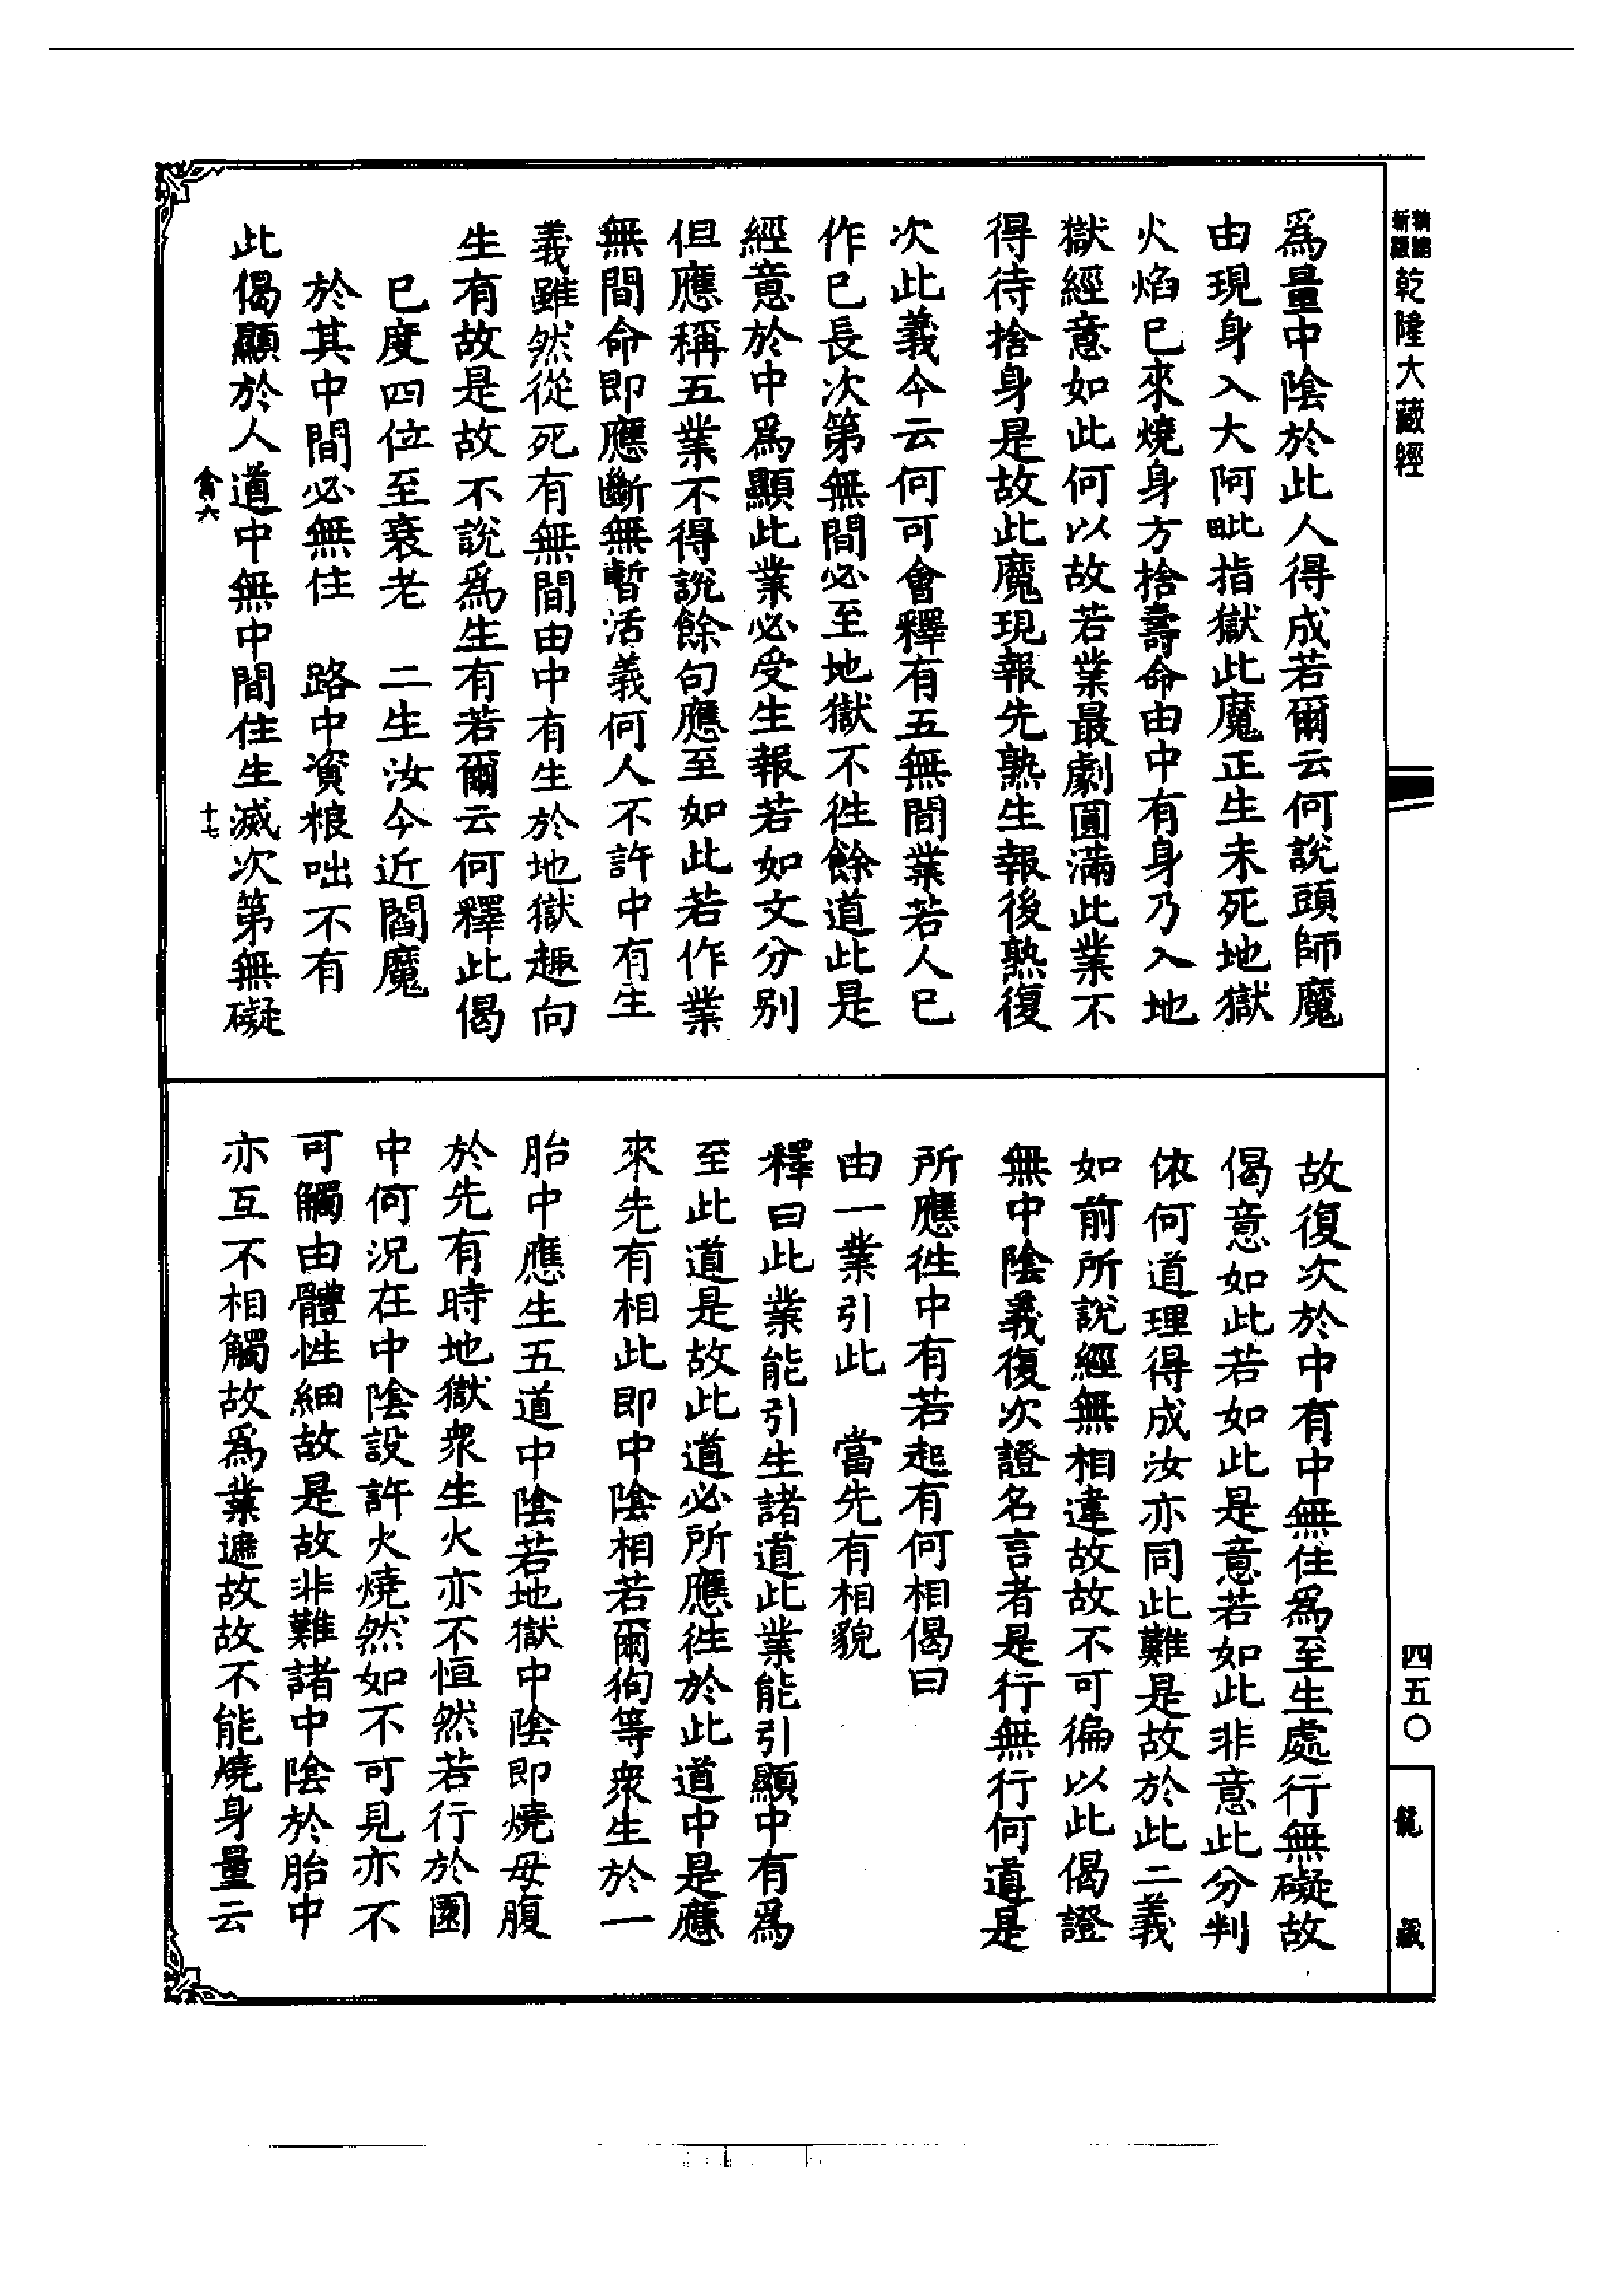 新編
縮
乾隆大藏經
爲量中陰於此人得成若爾云何說頭師魔
由現身入大阿毗指獄此魔正生未死地獄
火焰已來燒身方捨壽命由中有身乃入地
獄經意如此何以故若業最劇圓滿此業不
得待捨身是故此魔現報先熟生報後熟復
次此義今云何可會釋有五無間業若人已
作已長次第無間必至地獄不徃餘道此是
經意於中爲顯此業必受生報若如文分別
但應稱五業不得說餘句應至如此若作業
無間命即應斷無暫活義何人不許中有生
義雖然從死有無間由中有生於地獄趣向
生有故是故不說爲生有若爾云何釋此偈
已度四位至衰老　二生汝今近閻魔
於其中間必無住　路中資粮咄不有
此偈顯於人道中無中間住生滅次第無礙
禽六
十七
故復次於中有中無住爲至生處行無礙故
偈意如此若如此是意若如此非意此分判
依何道理得成汝亦同此難是故於此二義
如前所說經無相違故故不可徧以此偈證
無中陰義復次證名言者是行無行何道是
所應徃中有若起有何相偈曰
由一業引此　當先有相貌
釋曰此業能引生諸道此業能引顯中有爲
至此道是故此道必所應徃於此道中是應
來先有相此即中陰相若爾狗等衆生於一
胎中應生五道中陰若地獄中陰即燒母腹
於先有時地獄衆生火亦不恒然若行於園
中何況在中陰設許火燒然如不可見亦不
可觸由體性細故是故非難諸中陰於胎中
亦互不相觸故爲業遮故故不能燒身量云
四五〇
龍
藏